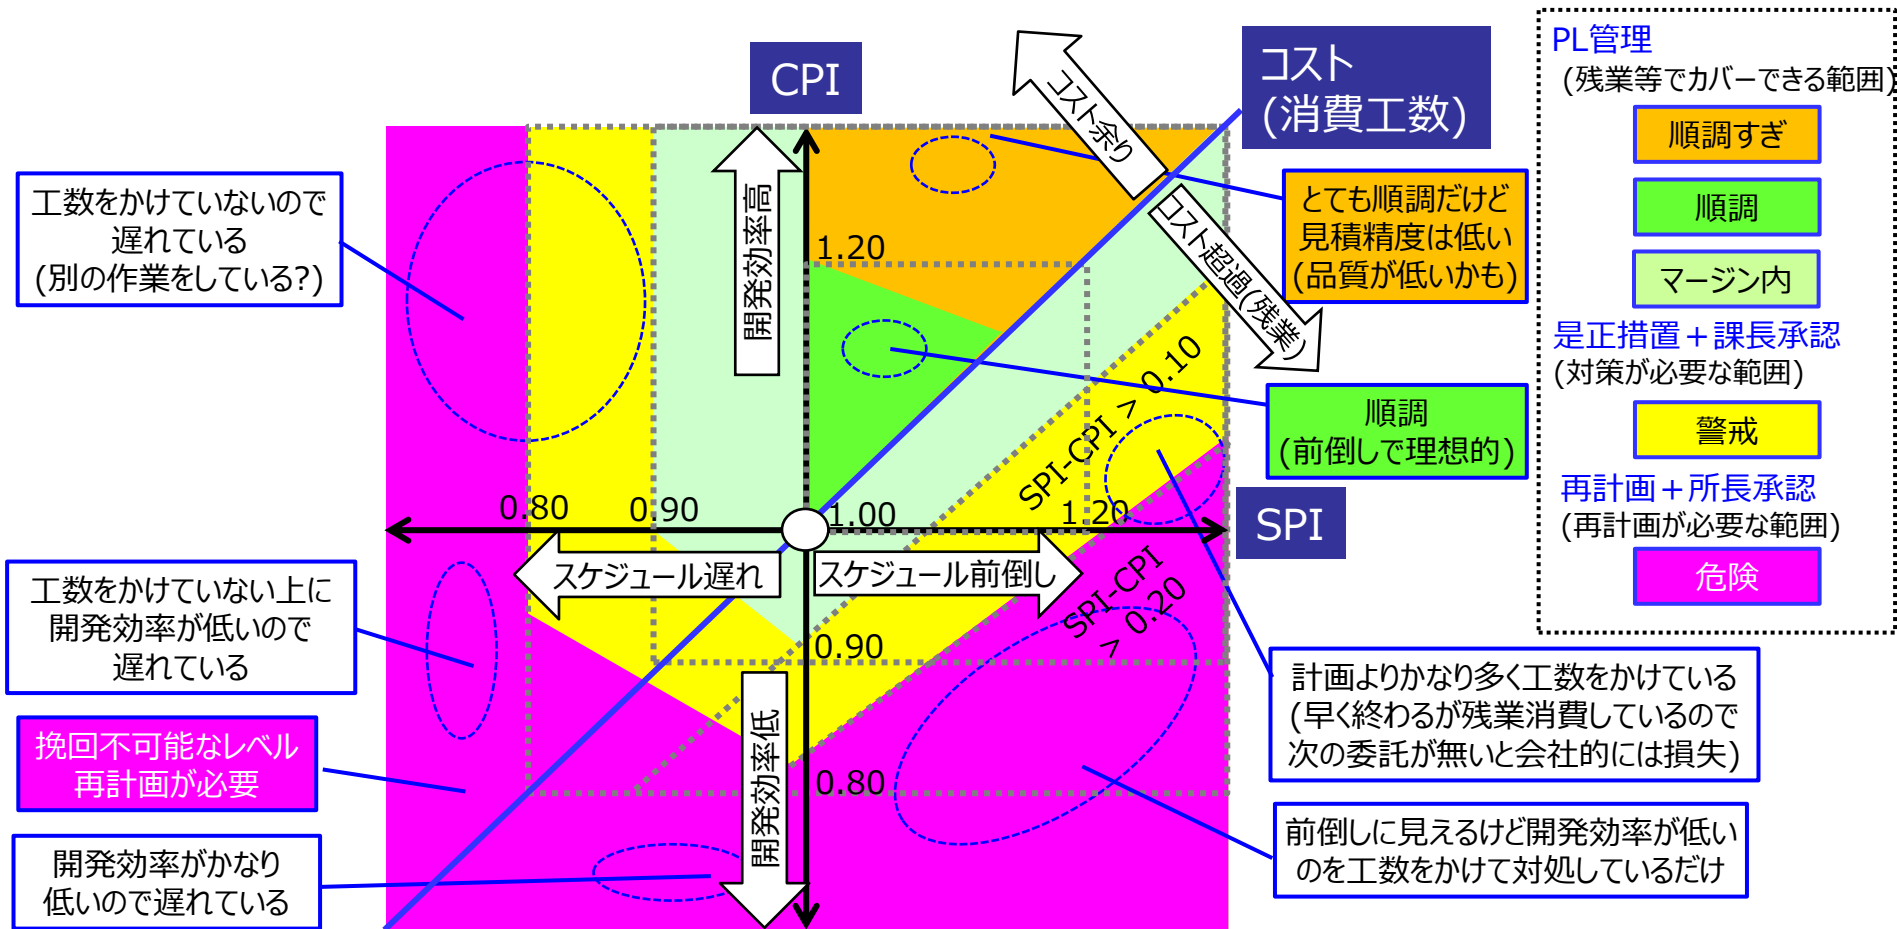 CPI
コスト
(消費工数)
コスト余り
コスト超過(残業)
開発効率高
1.20
工数をかけていないので
遅れている
(別の作業をしている?)
とても順調だけど
見積精度は低い
(品質が低いかも)
順調
(前倒しで理想的)
SPI-CPI > 0.10
0.80
0.90
1.00
1.20
SPI
スケジュール遅れ
スケジュール前倒し
SPI-CPI
> 0.20
工数をかけていない上に
開発効率が低いので
遅れている
0.90
開発効率低
0.80
挽回不可能なレベル
再計画が必要
開発効率がかなり
低いので遅れている
計画よりかなり多く工数をかけている
(早く終わるが残業消費しているので
次の委託が無いと会社的には損失)
前倒しに見えるけど開発効率が低い
のを工数をかけて対処しているだけ
PL管理
(残業等でカバーできる範囲)
順調すぎ
順調
マージン内
是正措置+課長承認
(対策が必要な範囲)
警戒
再計画+所長承認
(再計画が必要な範囲)
危険